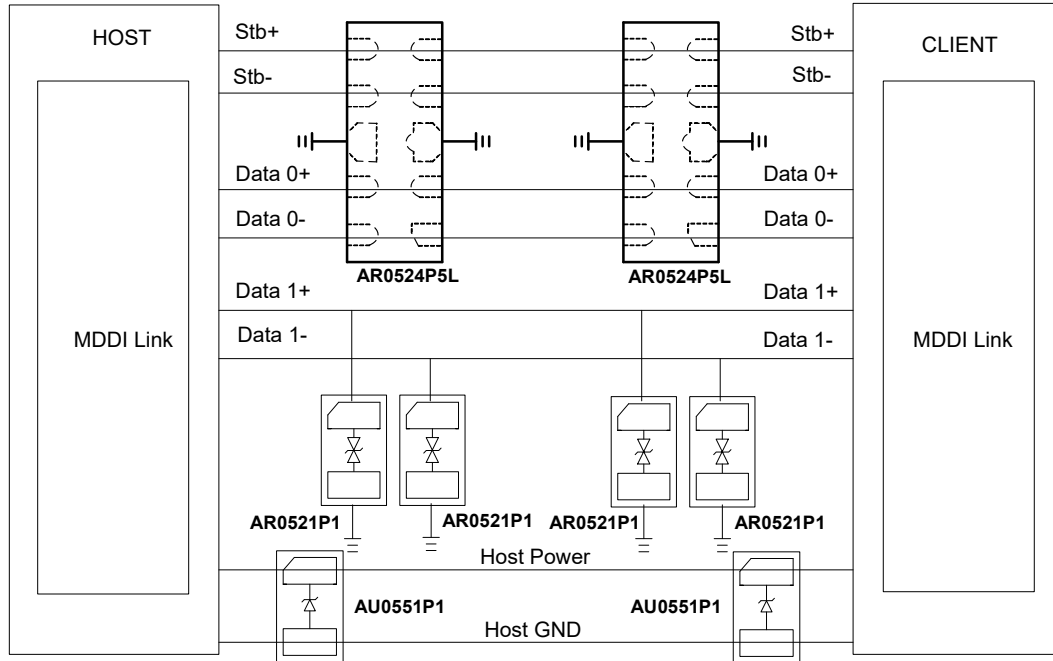 HOST
Stb+
Stb+
CLIENT
Stb-
Stb-
Data 0+
Data 0+
Data 0-
Data 0-
AR0524P5L
AR0524P5L
Data 1+
Data 1+
MDDI Link
Data 1-
Data 1-
MDDI Link
AR0521P1
AR0521P1
AR0521P1
AR0521P1
Host Power
AU0551P1
AU0551P1
Host GND